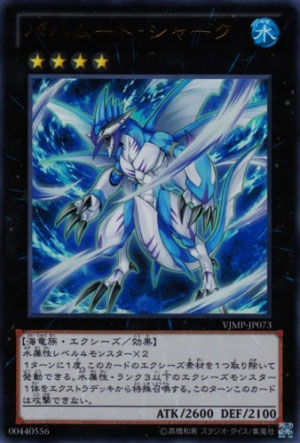 バハムート・シャーク
水
VJMP-JP073
【海竜族・エクシーズ/効果】
水属性レベル4モンスター×2
1ターンに1度、このカードのエクシーズ素材を1つ取り除いて
発動できる。水属性・ランク3以下のエクシーズモンスター
1体をエクストラデッキから特殊召喚する。このターンこのカードは
攻撃できない。
ATK/2600 DEF/2100
00440556
©高橋和希 スタジオ・ダイス/集英社